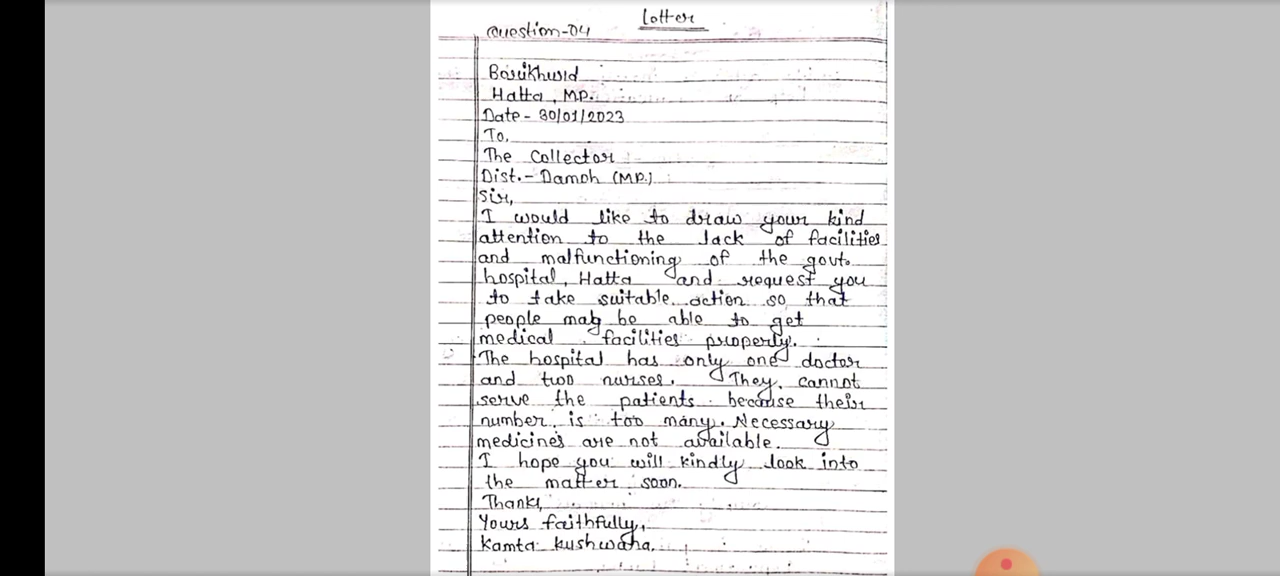 Letter
Question-04
Barikhurd
Hatta, MP.
Date - 30/01/2023
To,
The Collector
Dist.- Damoh (MP.)
Sir,
I would like to draw your kind
attention to the lack of facilities
and malfunctioning of the govt.
hospital, Hatta and request you
to take suitable action so that
people may be able to get
medical facilities properly.
The hospital has only one doctor
and two nurses. They cannot
serve the patients because their
number is too many. Necessary
medicines are not available.
I hope you will kindly look into
the matter soon.
Thanks,
Yours faithfully,
Kamta kushwaha.